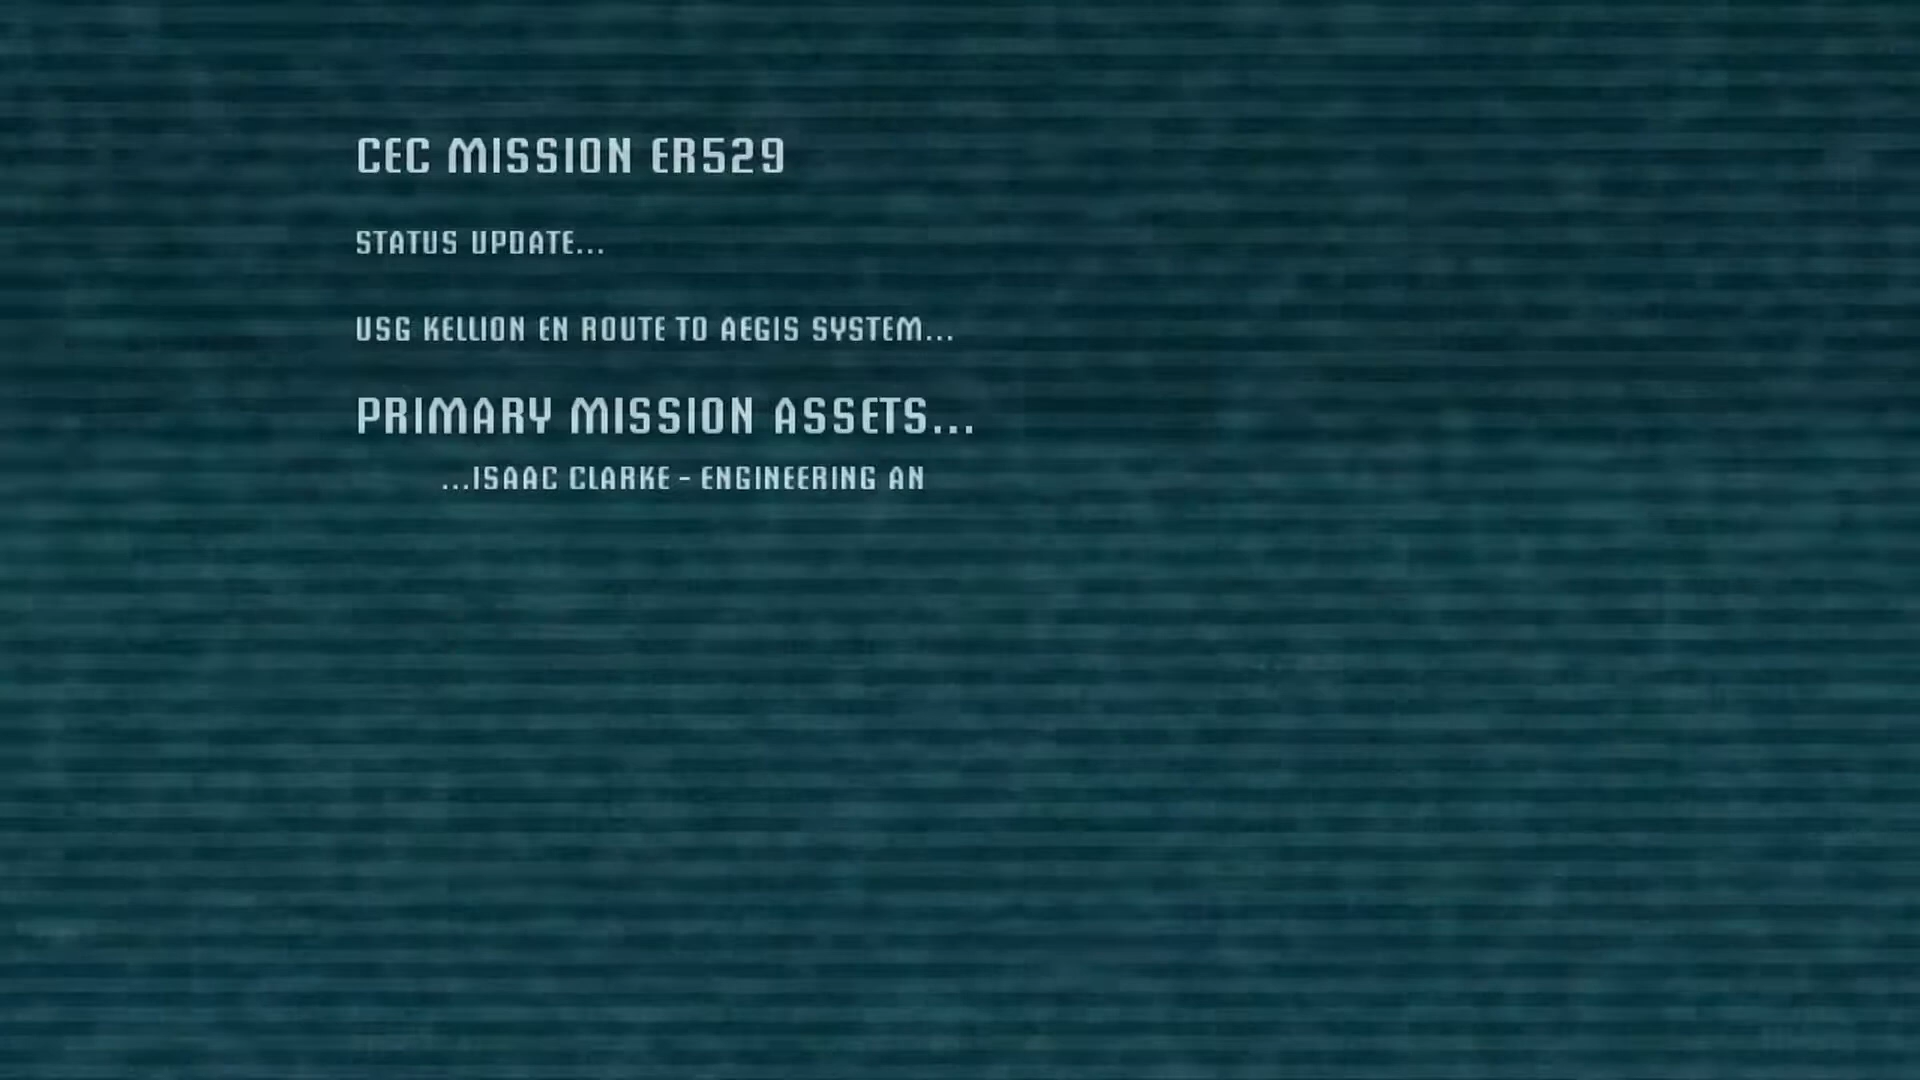 CEC MISSION ER529
STATUS UPDATE...
USG KELLION EN ROUTE TO AEGIS SYSTEM...
PRIMARY MISSION ASSETS...
...ISAAC CLARKE - ENGINEERING AN